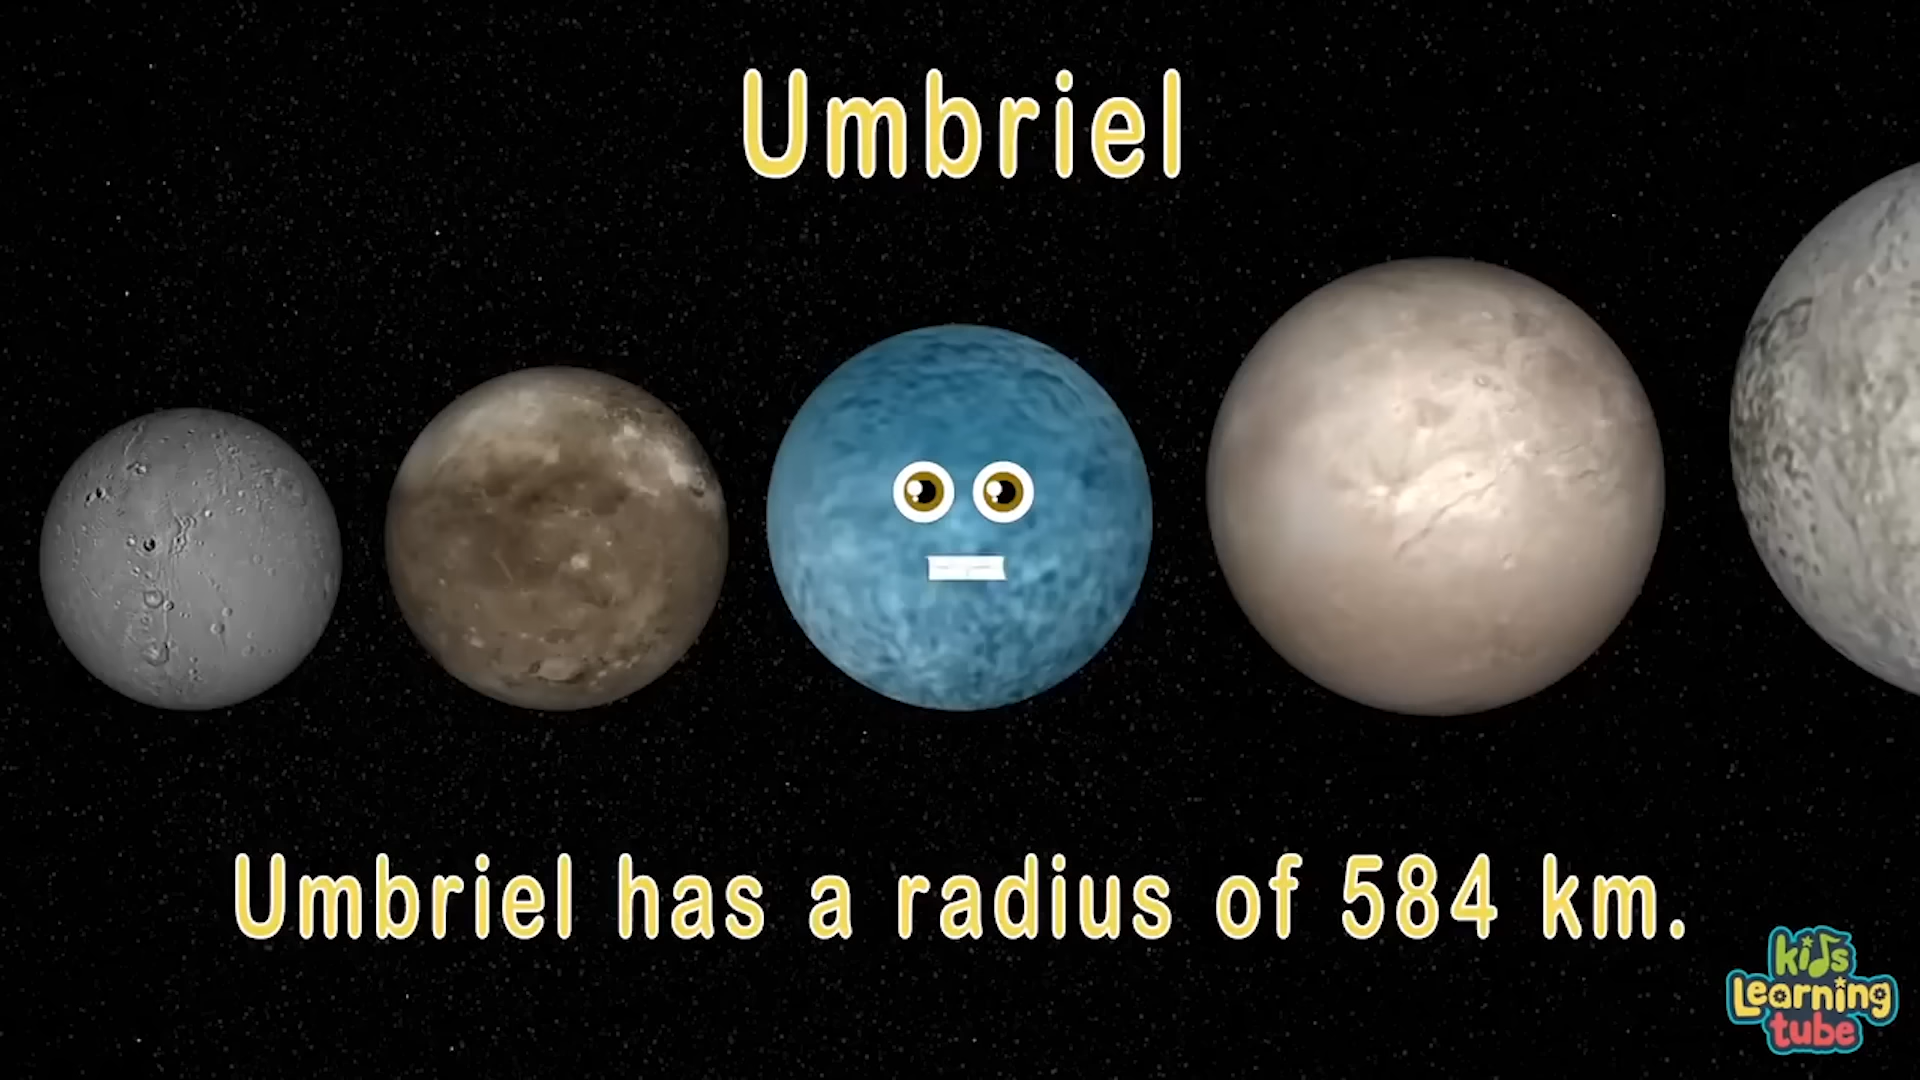 Umbriel
Umbriel has a radius of 584 km.
kids
Learning
tube